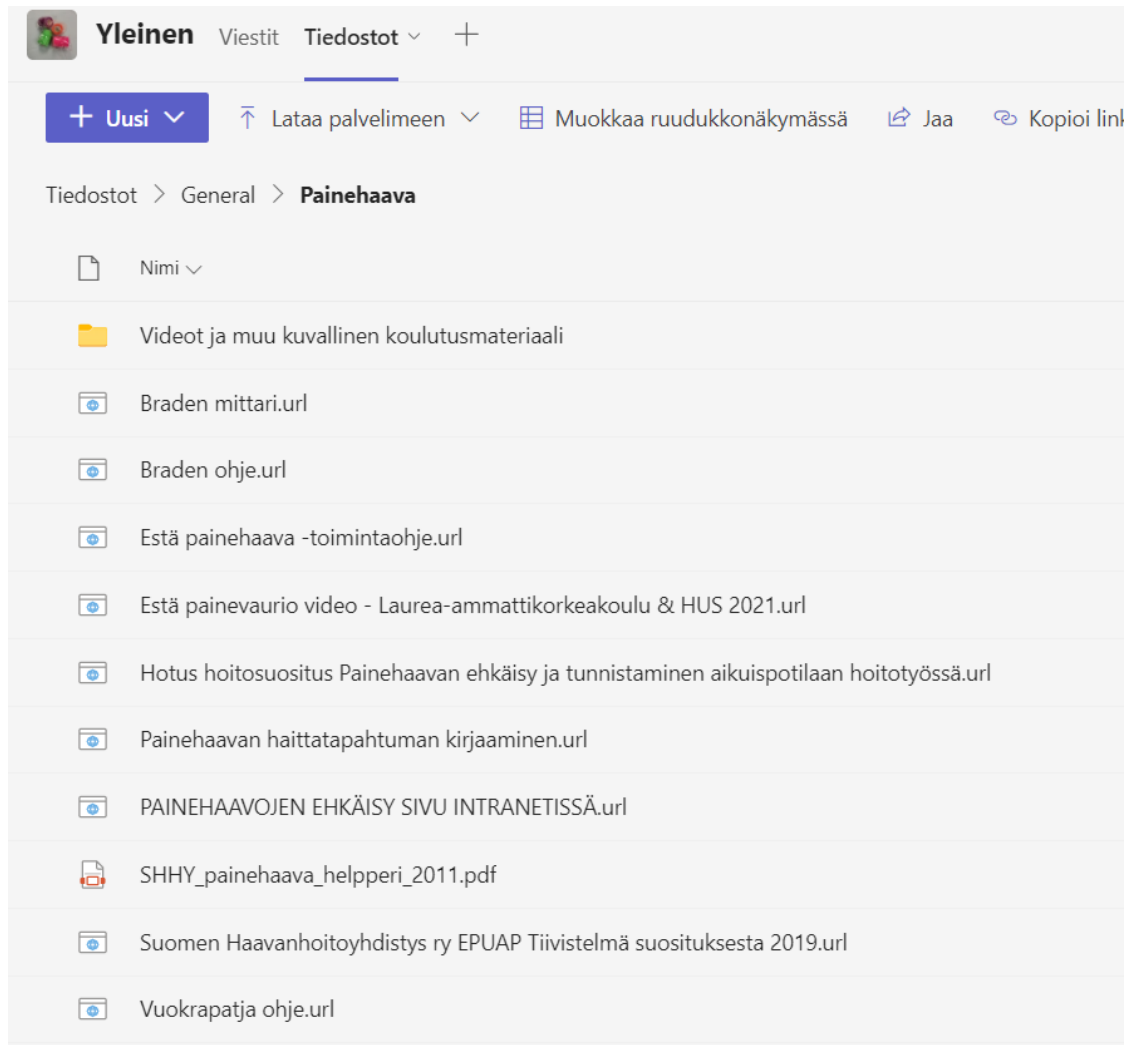 Yleinen Viestit Tiedostot
Uusi Lataa palvelimeen Muokkaa ruudukkonäkymässä Jaa Kopioi
Tiedostot > General > Painehaava
Nimi
Videot ja muu kuvallinen koulutusmateriaali
Braden mittari.url
Braden ohje.url
Estä painehaava -toimintaohje.url
Estä painevaurio video - Laurea-ammattikorkeakoulu & HUS 2021.url
Hotus hoitosuositus Painehaavan ehkäisy ja tunnistaminen aikuispotilaan hoitotyössä.url
Painehaavan haittatapahtuman kirjaaminen.url
PAINEHAAVOJEN EHKÄISY SIVU INTRANETISSÄ.url
SHHY_painehaava_helpperi_2011.pdf
Suomen Haavanhoitoyhdistys ry EPUAP Tiivistelmä suosituksesta 2019.url
Vuokrapatja ohje.url